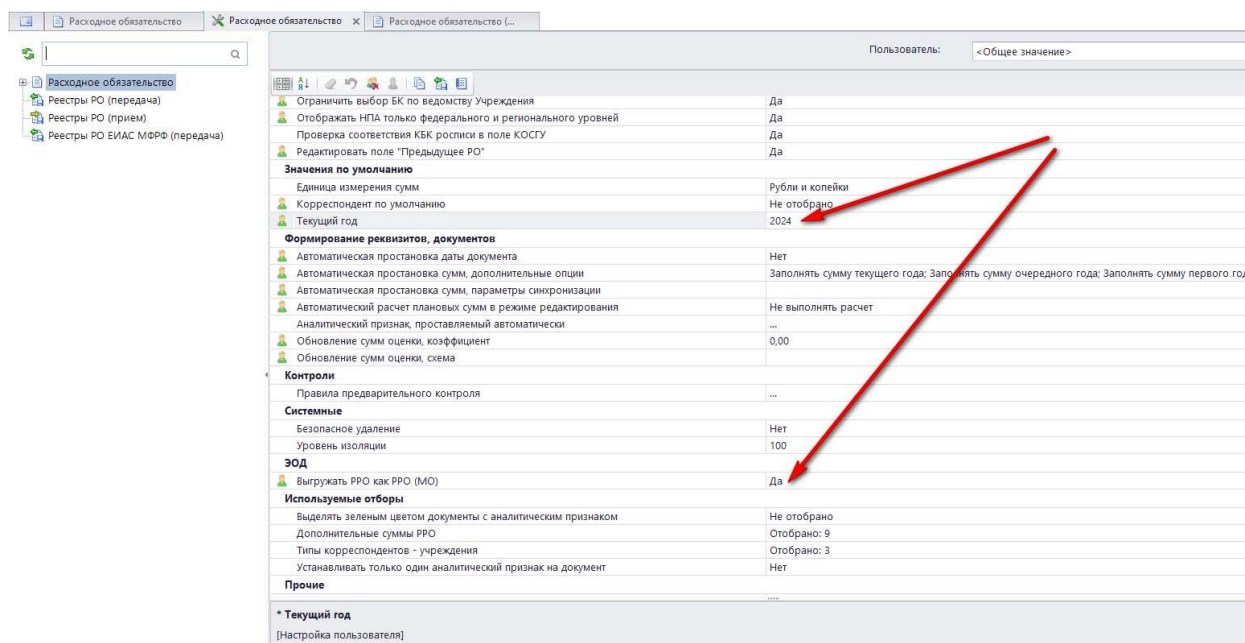 Расходное обязательство
Расходное обязательство
Расходное обязательство (...
Пользователь: <Общее значение>
Расходное обязательство
Реестры РО (передача)
Реестры РО (прием)
Реестры РО ЕИАС МФРФ (передача)
Ограничить выбор БК по ведомству Учреждения Да
Отображать НПА только федерального и регионального уровней Да
Проверка соответствия КБК росписи в поле КОСГУ Да
Редактировать поле "Предыдущее РО" Да
Значения по умолчанию
Единица измерения сумм Рубли и копейки
Корреспондент по умолчанию Не отобрано
Текущий год 2024
Формирование реквизитов, документов
Автоматическая простановка даты документа Нет
Автоматическая простановка сумм, дополнительные опции Заполнять сумму текущего года; Заполнять сумму очередного года; Заполнять сумму первого год
Автоматическая простановка сумм, параметры синхронизации
Автоматический расчет плановых сумм в режиме редактирования Не выполнять расчет
Аналитический признак, проставляемый автоматически ...
Обновление сумм оценки, коэффициент 0,00
Обновление сумм оценки, схема
Контроли
Правила предварительного контроля ...
Системные
Безопасное удаление Нет
Уровень изоляции 100
ЭОД
Выгружать РРО как РРО (МО) Да
Используемые отборы
Выделять зеленым цветом документы с аналитическим признаком Не отобрано
Дополнительные суммы РРО Отобрано: 9
Типы корреспондентов - учреждения Отобрано: 3
Устанавливать только один аналитический признак на документ Нет
Прочие
* Текущий год
[Настройка пользователя]